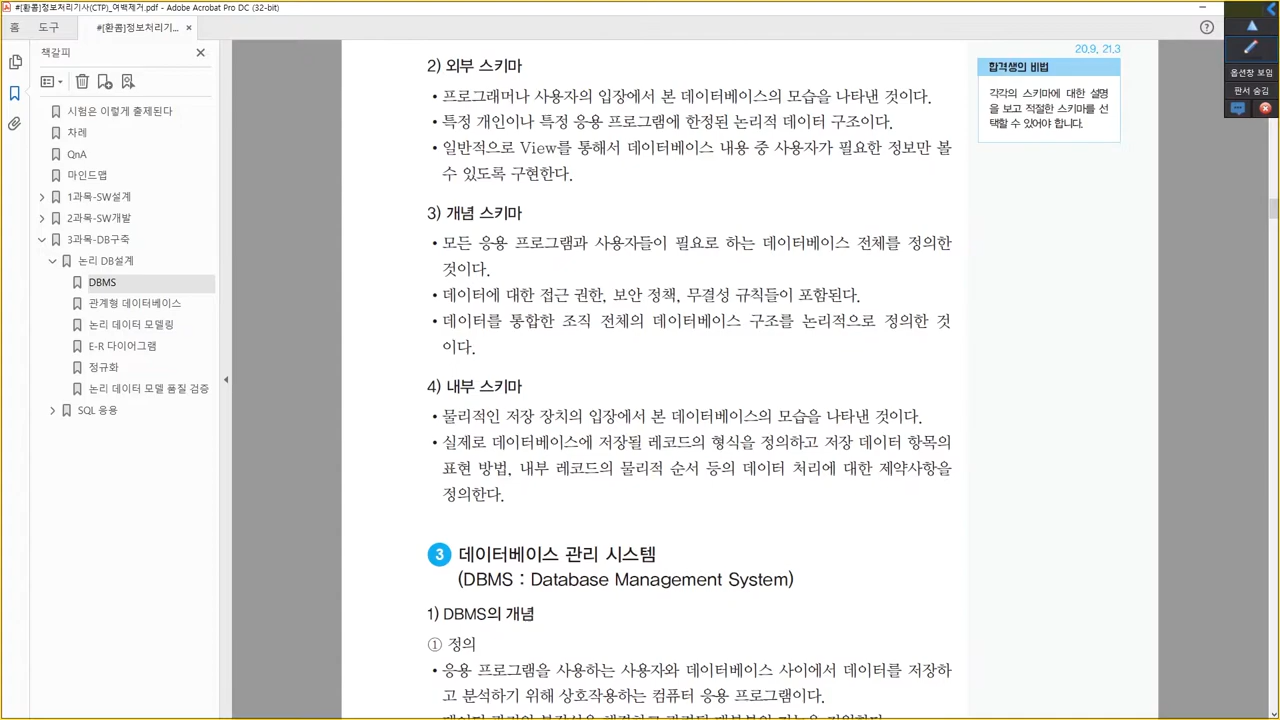 #[환콤]정보처리기사(CTP)_여백제거.pdf - Adobe Acrobat Pro DC (32-bit)
홈 도구 #[환콤]정보처리기... ×
책갈피
시험은 이렇게 출제된다
차례
QnA
마인드맵
1과목-SW설계
2과목-SW개발
3과목-DB구축
논리 DB설계
DBMS
관계형 데이터베이스
논리 데이터 모델링
E-R 다이어그램
정규화
논리 데이터 모델 품질 검증
SQL 응용
2) 외부 스키마
• 프로그래머나 사용자의 입장에서 본 데이터베이스의 모습을 나타낸 것이다.
• 특정 개인이나 특정 응용 프로그램에 한정된 논리적 데이터 구조이다.
• 일반적으로 View를 통해서 데이터베이스 내용 중 사용자가 필요한 정보만 볼
수 있도록 구현한다.
3) 개념 스키마
• 모든 응용 프로그램과 사용자들이 필요로 하는 데이터베이스 전체를 정의한
것이다.
• 데이터에 대한 접근 권한, 보안 정책, 무결성 규칙들이 포함된다.
• 데이터를 통합한 조직 전체의 데이터베이스 구조를 논리적으로 정의한 것
이다.
4) 내부 스키마
• 물리적인 저장 장치의 입장에서 본 데이터베이스의 모습을 나타낸 것이다.
• 실제로 데이터베이스에 저장될 레코드의 형식을 정의하고 저장 데이터 항목의
표현 방법, 내부 레코드의 물리적 순서 등의 데이터 처리에 대한 제약사항을
정의한다.
3 데이터베이스 관리 시스템
(DBMS : Database Management System)
1) DBMS의 개념
① 정의
• 응용 프로그램을 사용하는 사용자와 데이터베이스 사이에서 데이터를 저장하
고 분석하기 위해 상호작용하는 컴퓨터 응용 프로그램이다.
20.9, 21.3
합격생의 비법
각각의 스키마에 대한 설명
을 보고 적절한 스키마를 선
택할 수 있어야 합니다.
옵션창 보임
판서 숨김